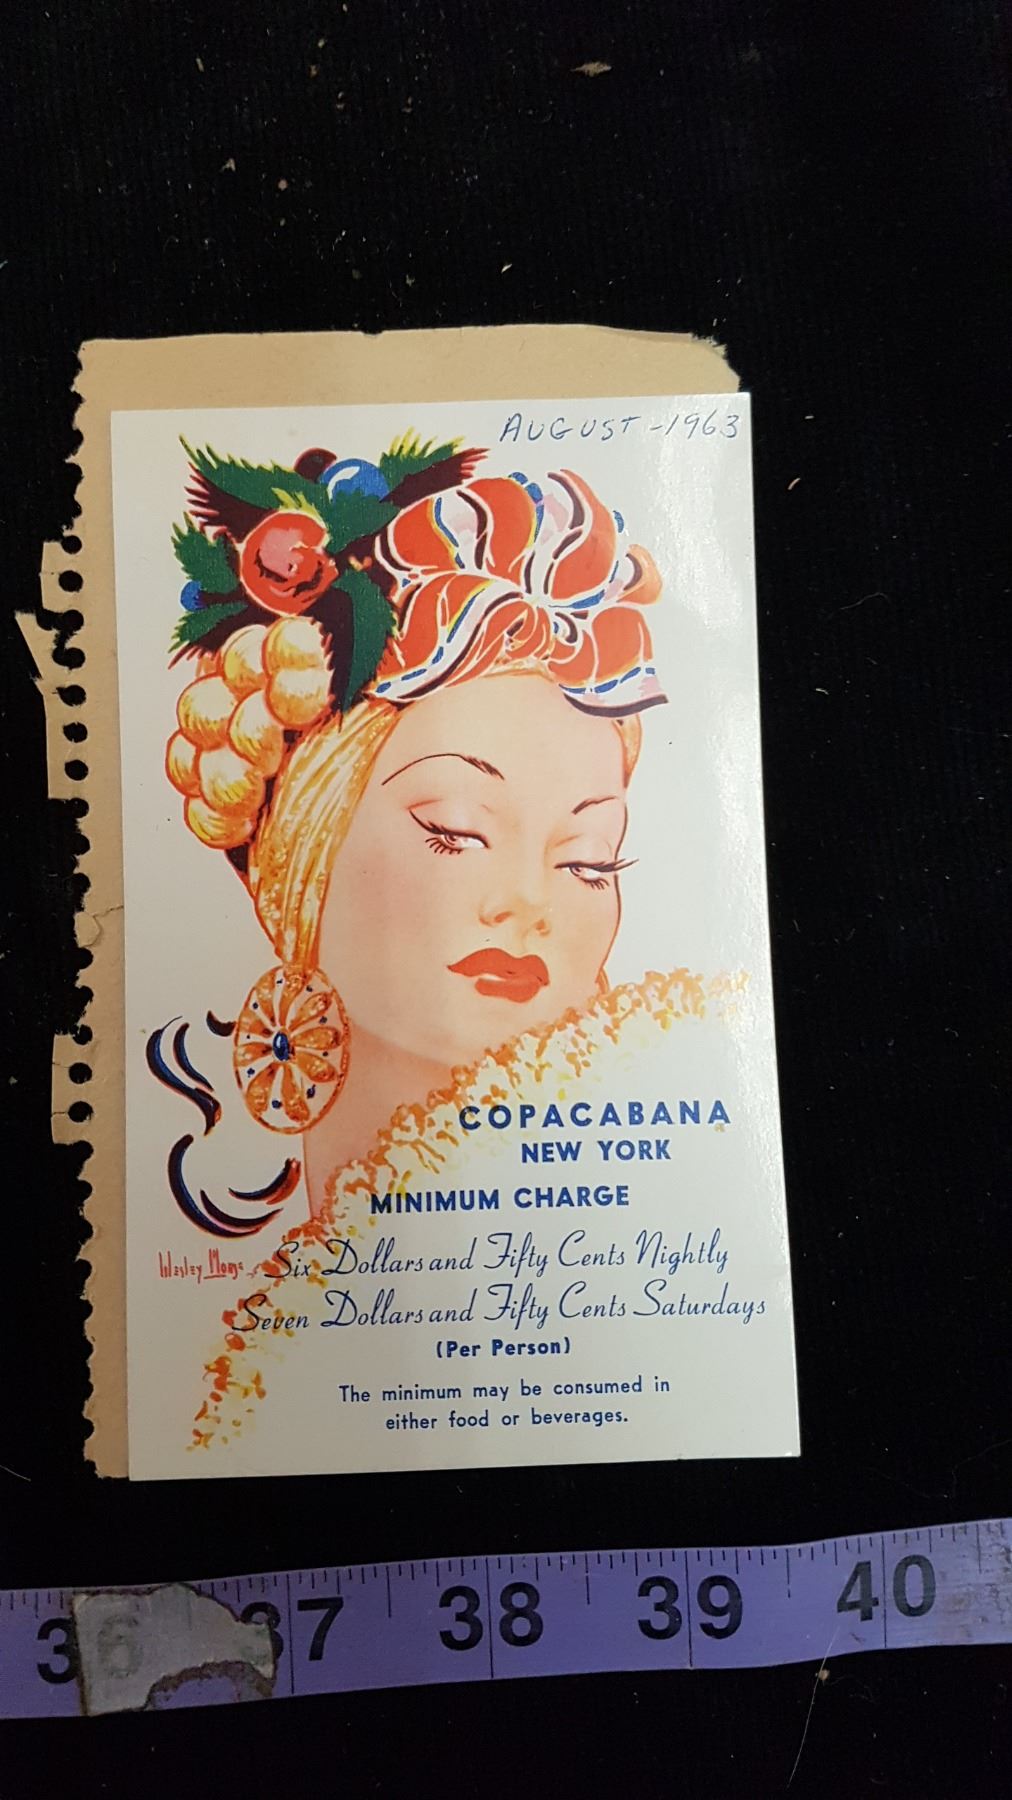 AUGUST-1963
COPACABANA
NEW YORK
MINIMUM CHARGE
Wesley Morse
Six Dollars and Fifty Cents Nightly
Seven Dollars and Fifty Cents Saturdays
(Per Person)
The minimum may be consumed in
either food or beverages.
36 37 38 39 40